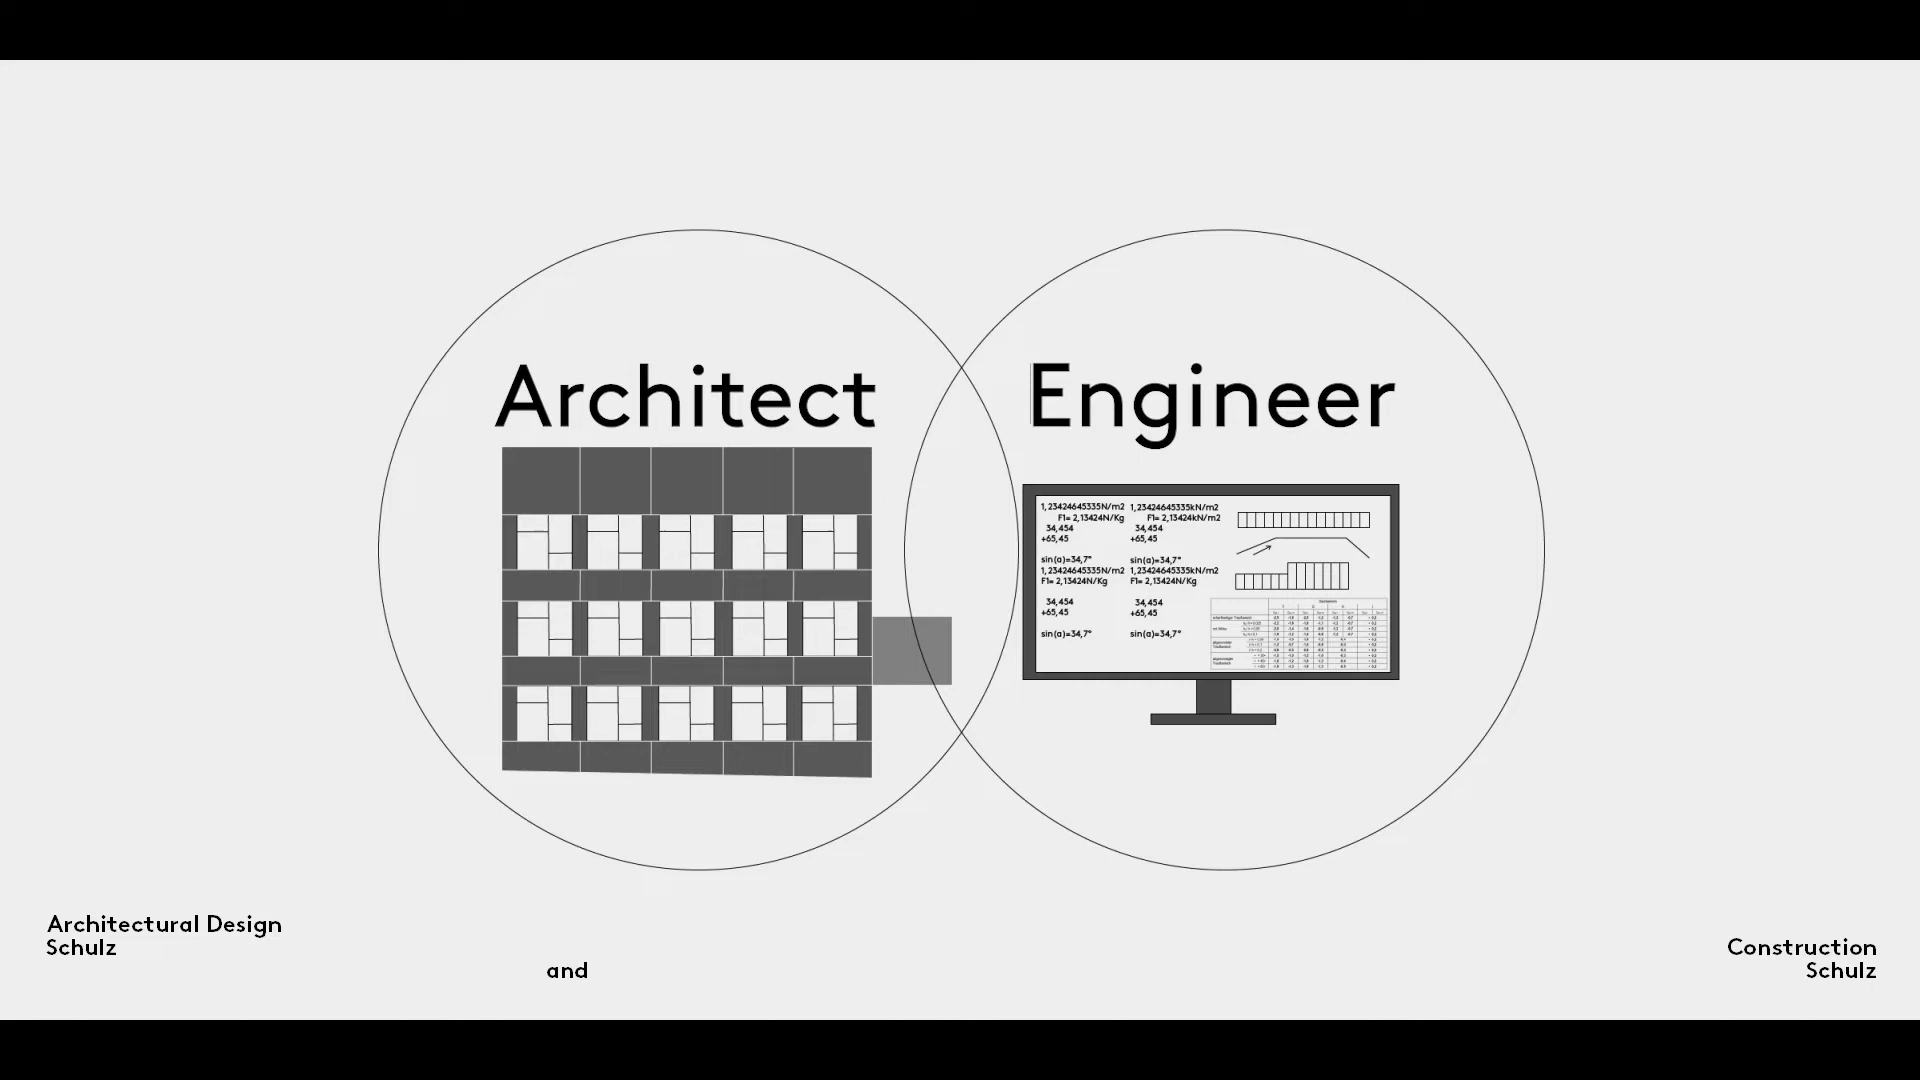 Architect
Engineer
1,23424645335N/m2 1,23424645335kN/m2
F1= 2,13424N/Kg F1= 2,13424kN/m2
34,454 34,454
+65,45 +65,45
sin(a)=34,7° sin(a)=34,7°
1,23424645335N/m2 1,23424645335kN/m2
F1= 2,13424N/Kg F1= 2,13424N/Kg
34,454 34,454
+65,45 +65,45
sin(a)=34,7° sin(a)=34,7°
Architectural Design
Schulz
and
Construction
Schulz